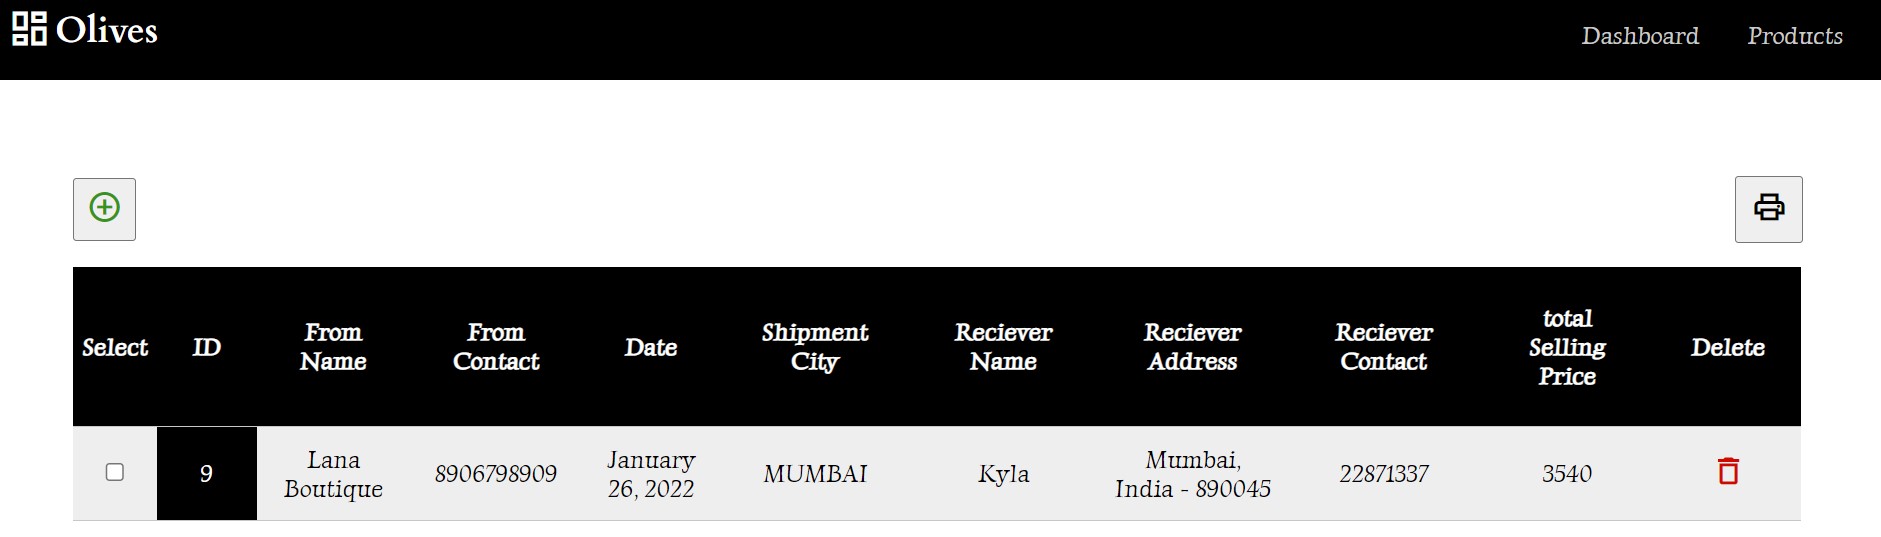 Olives
Dashboard Products
Select ID From Name From Contact Date Shipment City Reciever Name Reciever Address Reciever Contact total Selling Price Delete
9 Lana Boutique 8906798909 January 26, 2022 MUMBAI Kyla Mumbai, India - 890045 22871337 3540